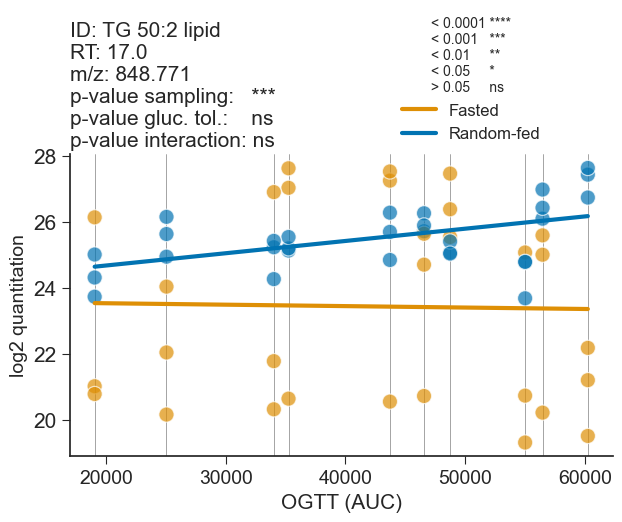 ID: TG 50:2 lipid
RT: 17.0
m/z: 848.771
p-value sampling: ***
p-value gluc. tol.: ns
p-value interaction: ns
< 0.0001 ****
< 0.001 ***
< 0.01 **
< 0.05 *
> 0.05 ns
Fasted
Random-fed
28
26
24
22
20
log2 quantitation
20000 30000 40000 50000 60000
OGTT (AUC)